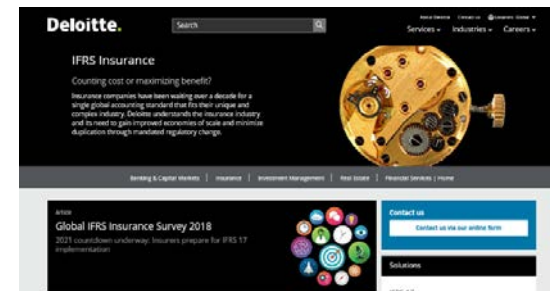 Deloitte.
Search
Services
Industries
Careers
IFRS Insurance
Counting cost or maximizing benefit?
Insurance companies have been waiting over a decade for a
single global accounting standard that fits their unique and
complex industry. Deloitte understands the insurance industry
and its need to gain improved economies of scale and minimize
duplication through mandated regulatory change.
Banking & Capital Markets | Insurance | Investment Management | Real Estate | Financial Services | Home
Article
Global IFRS Insurance Survey 2018
2021 countdown underway: Insurers prepare for IFRS 17
implementation
Contact us
Contact us via our online form
Solutions